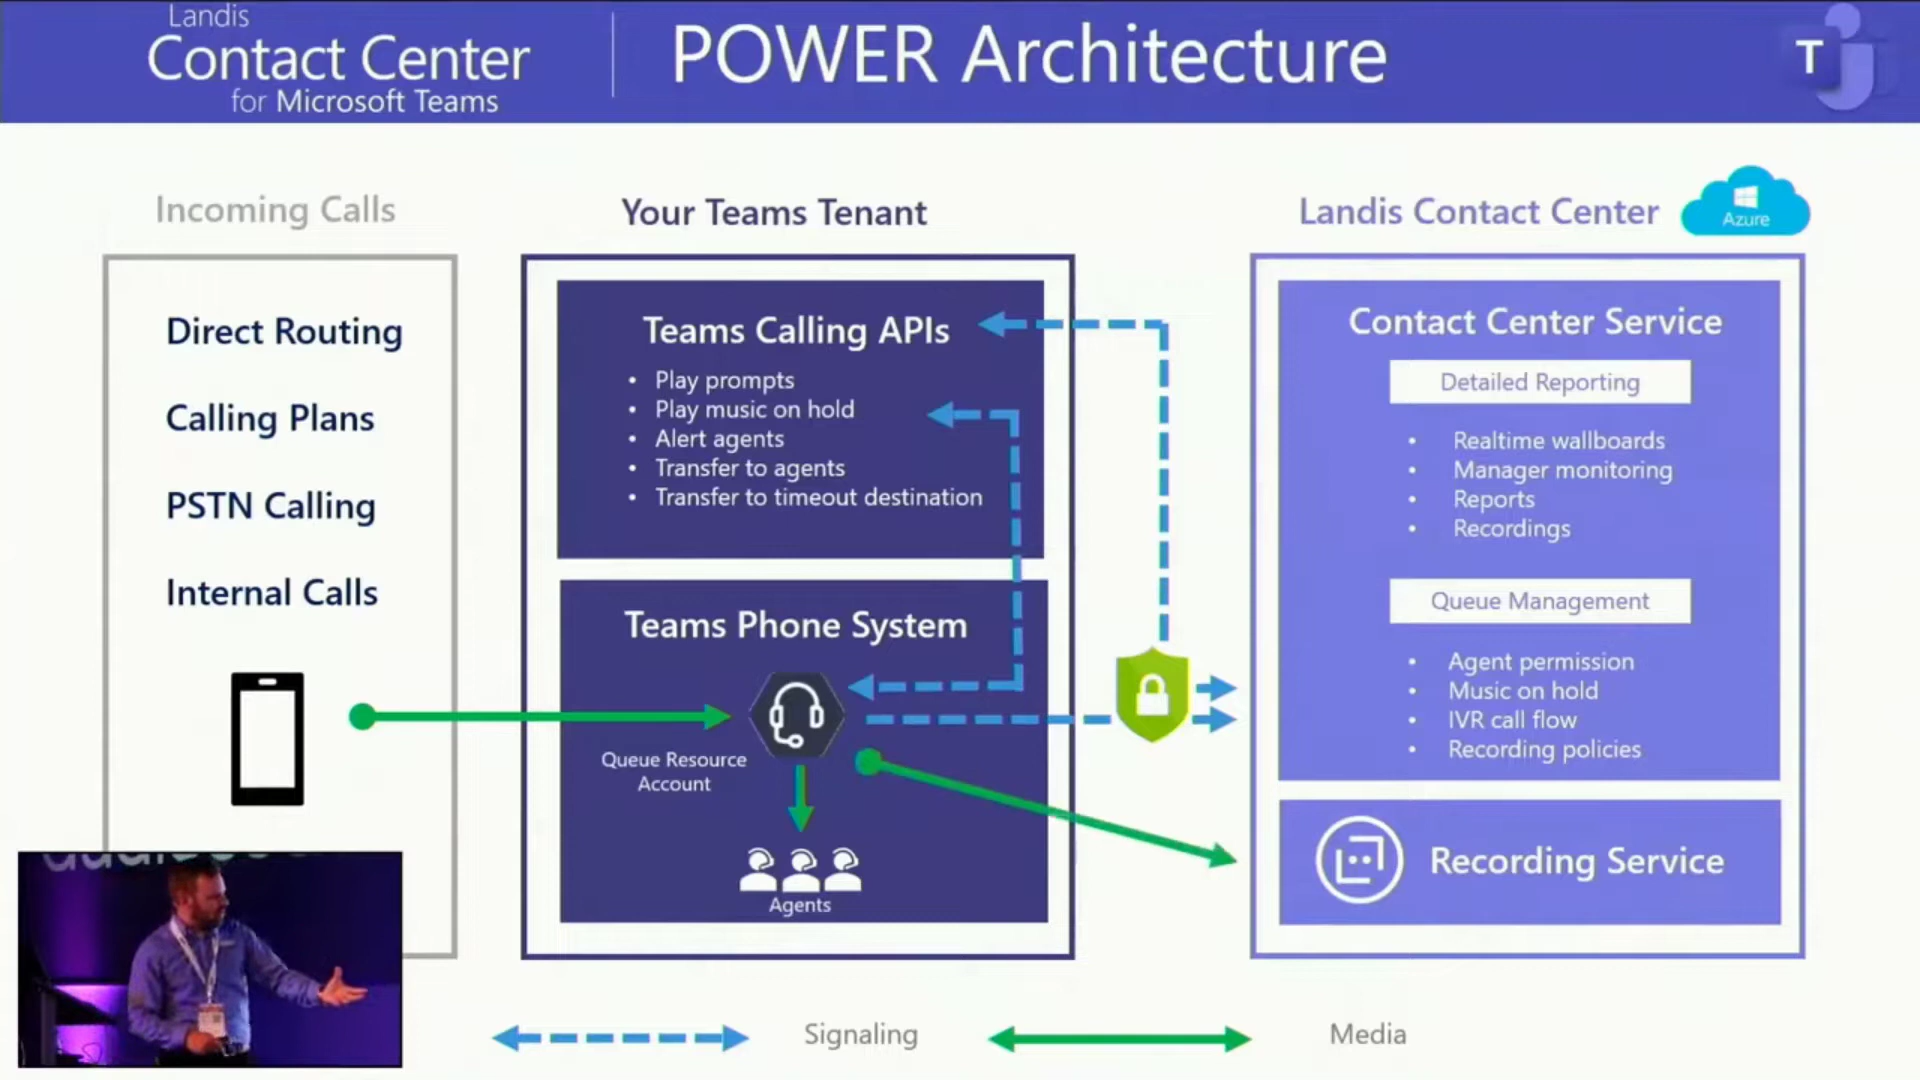 Landis
Contact Center
for Microsoft Teams
POWER Architecture
T
Incoming Calls
Direct Routing
Calling Plans
PSTN Calling
Internal Calls
Your Teams Tenant
Teams Calling APIs
• Play prompts
• Play music on hold
• Alert agents
• Transfer to agents
• Transfer to timeout destination
Teams Phone System
Queue Resource
Account
Agents
Landis Contact Center
Azure
Contact Center Service
Detailed Reporting
• Realtime wallboards
• Manager monitoring
• Reports
• Recordings
Queue Management
• Agent permission
• Music on hold
• IVR call flow
• Recording policies
Recording Service
Signaling
Media